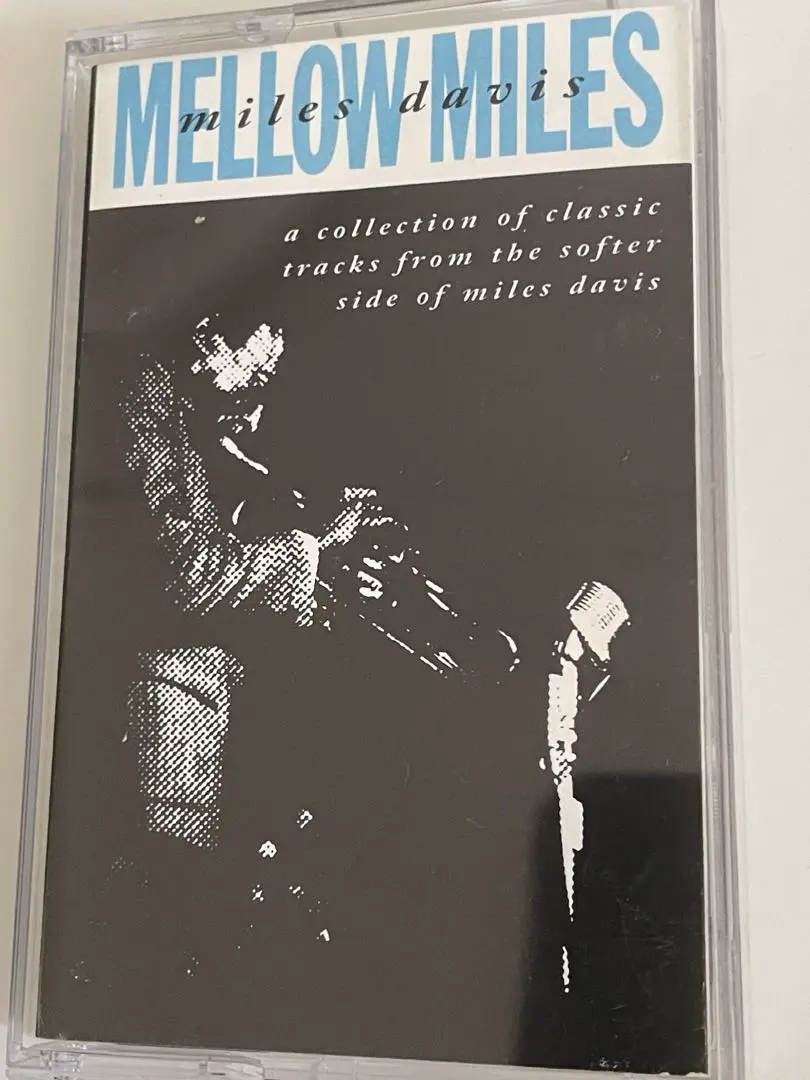 MELLOW MILES
miles davis
a collection of classic
tracks from the softer
side of miles davis